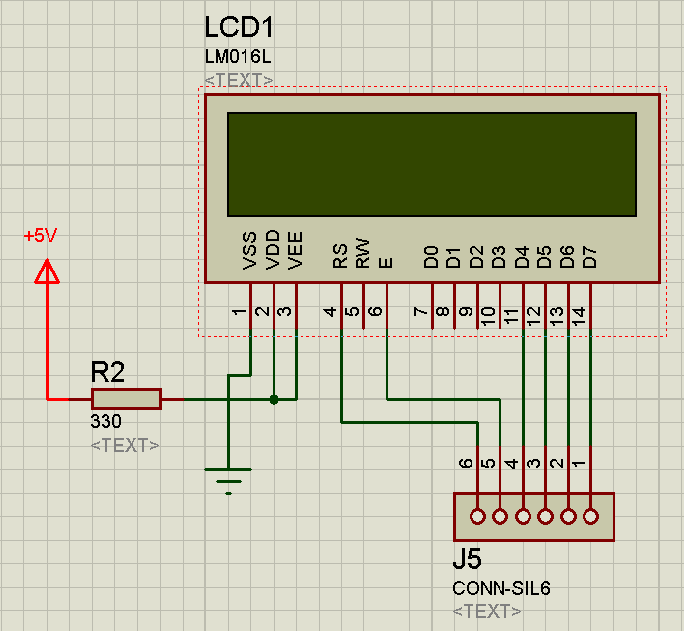 LCD1
LM016L
<TEXT>
VSS VDD VEE RS RW E D0 D1 D2 D3 D4 D5 D6 D7
1 2 3 4 5 6 7 8 9 10 11 12 13 14
+5V
R2
330
<TEXT>
6 5 4 3 2 1
J5
CONN-SIL6
<TEXT>